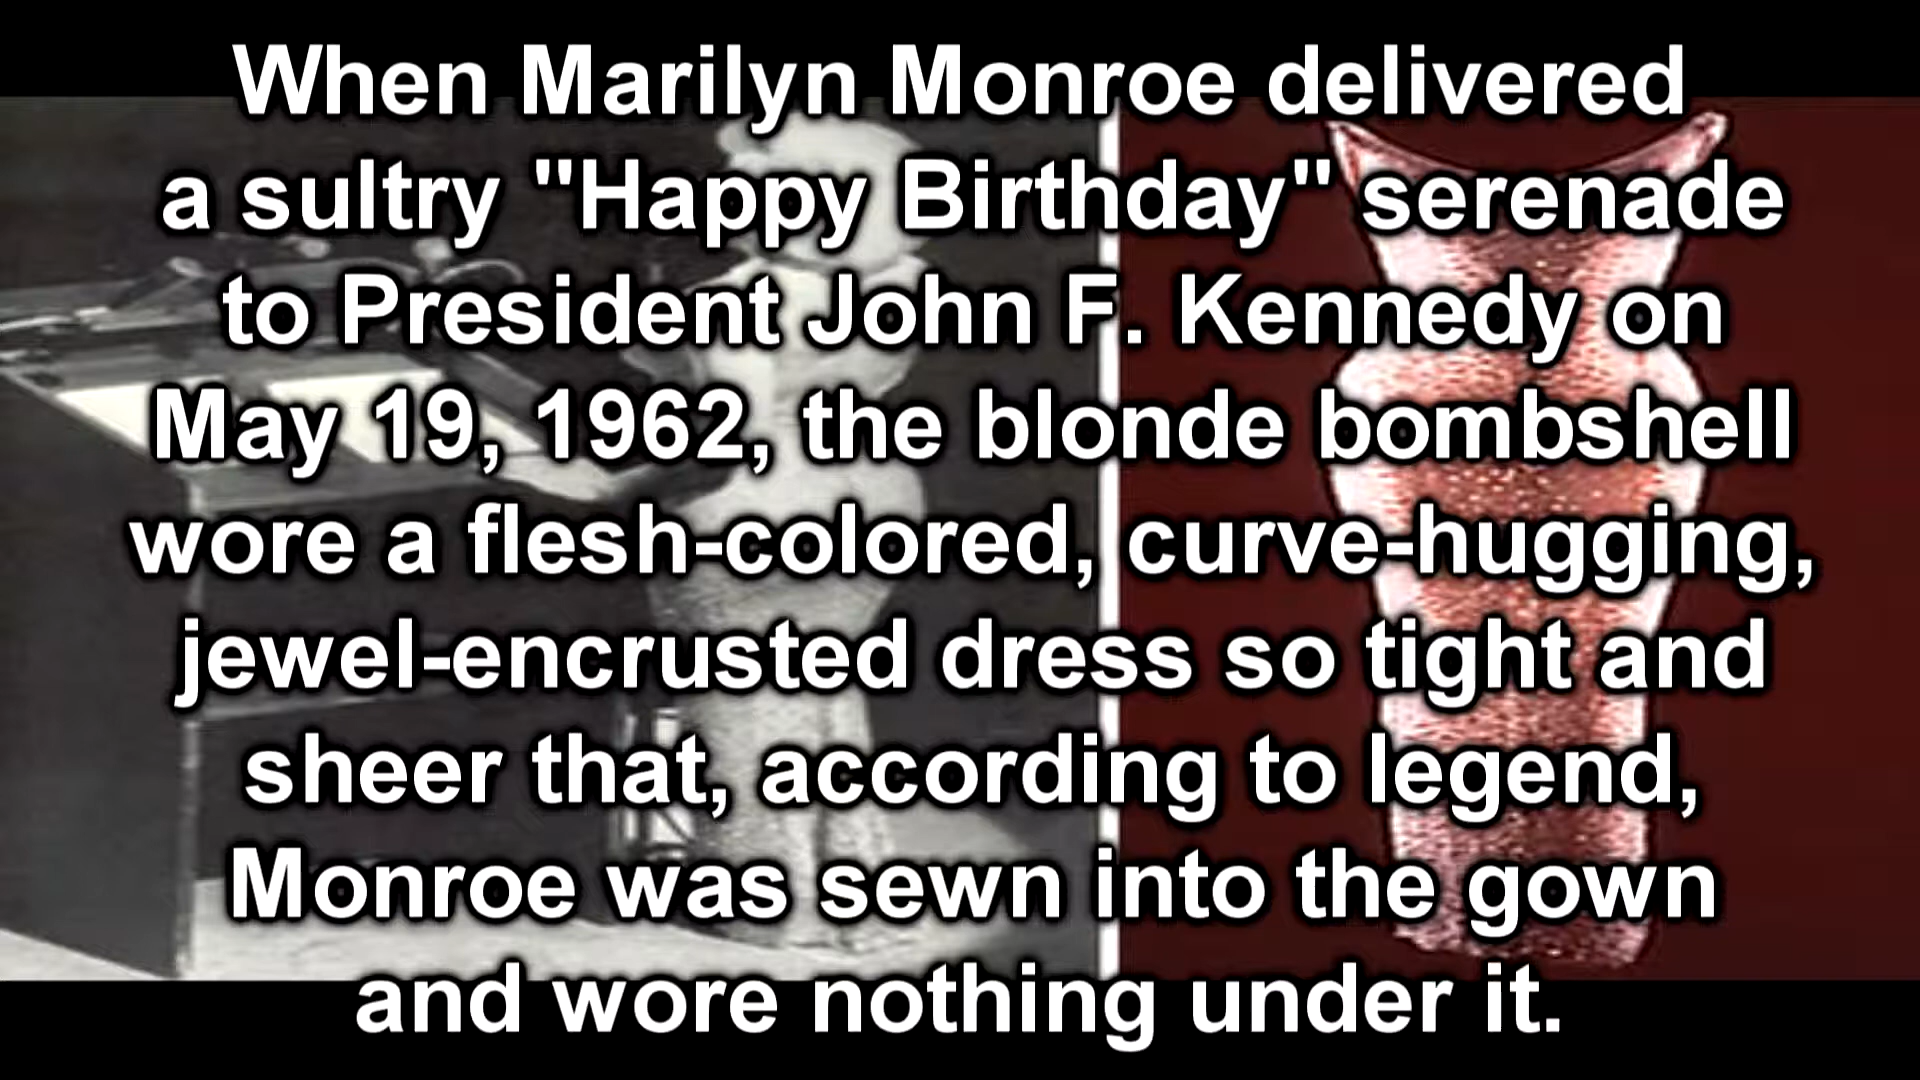 When Marilyn Monroe delivered
a sultry "Happy Birthday" serenade
to President John F. Kennedy on
May 19, 1962, the blonde bombshell
wore a flesh-colored, curve-hugging,
jewel-encrusted dress so tight and
sheer that, according to legend,
Monroe was sewn into the gown
and wore nothing under it.